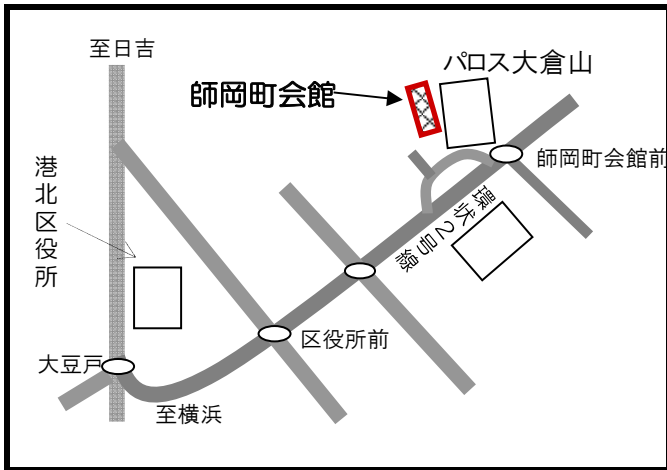 至日吉
パロス大倉山
師岡町会館
師岡町会館前
港北区役所
環状2号線
区役所前
大豆戸
至横浜